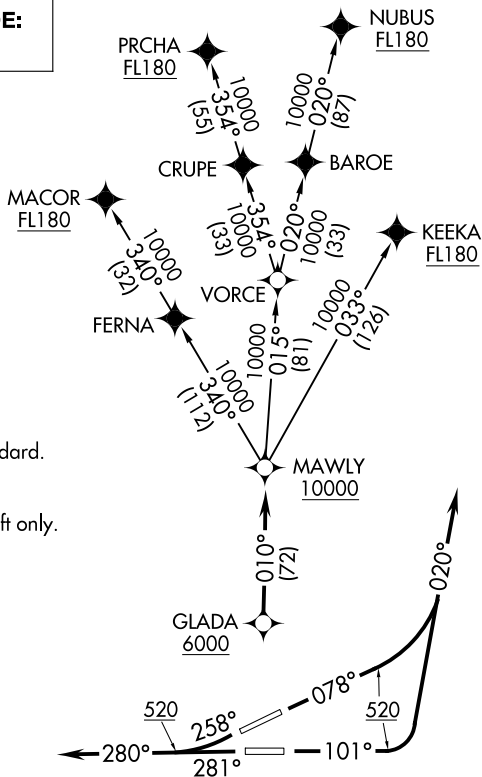 DE:
NUBUS
FL180
PRCHA
FL180
10000
354°
(55)
10000
020°
(87)
CRUPE
BAROE
MACOR
FL180
KEEKA
FL180
354°
10000
(33)
020°
10000
(33)
10000
340°
(32)
VORCE
FERNA
10000
033°
(126)
10000
015°
(81)
10000
340°
(112)
dard.
MAWLY
10000
ft only.
010°
(72)
020°
GLADA
6000
078°
520
258°
520
280°
281°
101°